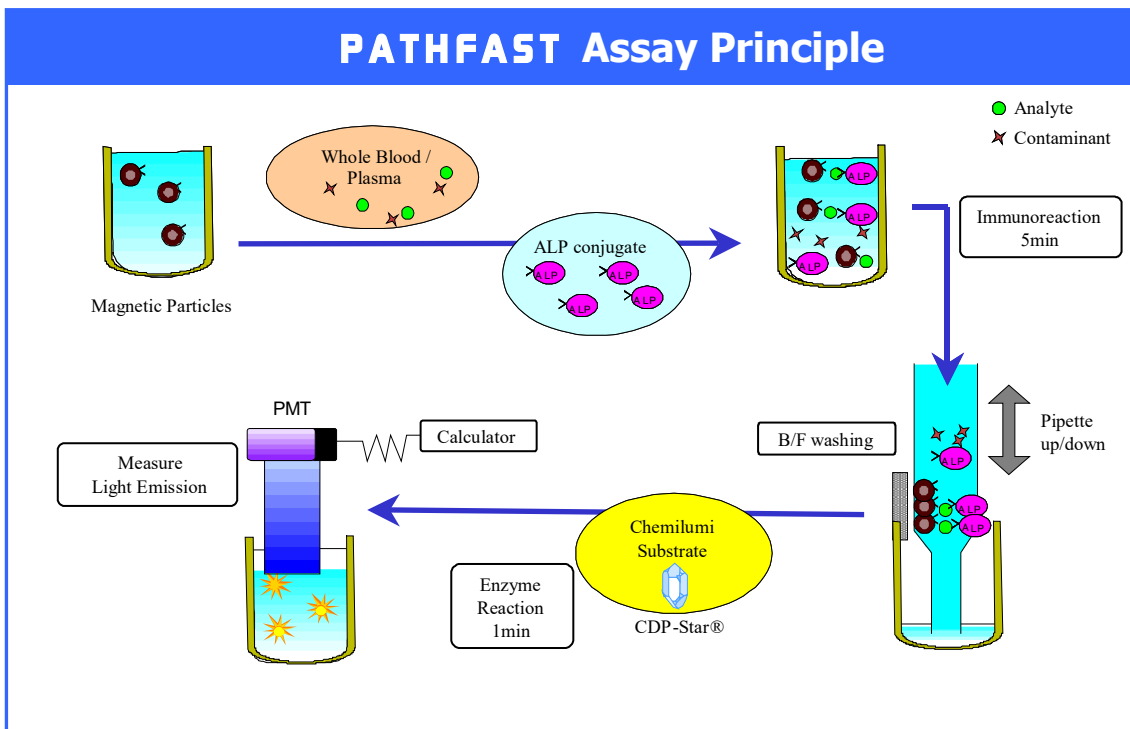 PATHFAST Assay Principle
Analyte
Contaminant
Whole Blood /
Plasma
ALP conjugate
ALP
ALP
ALP
ALP
Magnetic Particles
ALP
ALP
ALP
Immunoreaction
5min
B/F washing
Pipette
up/down
ALP
ALP
ALP
Chemilumi
Substrate
CDP-Star®
Enzyme
Reaction
1min
PMT
Calculator
Measure
Light Emission